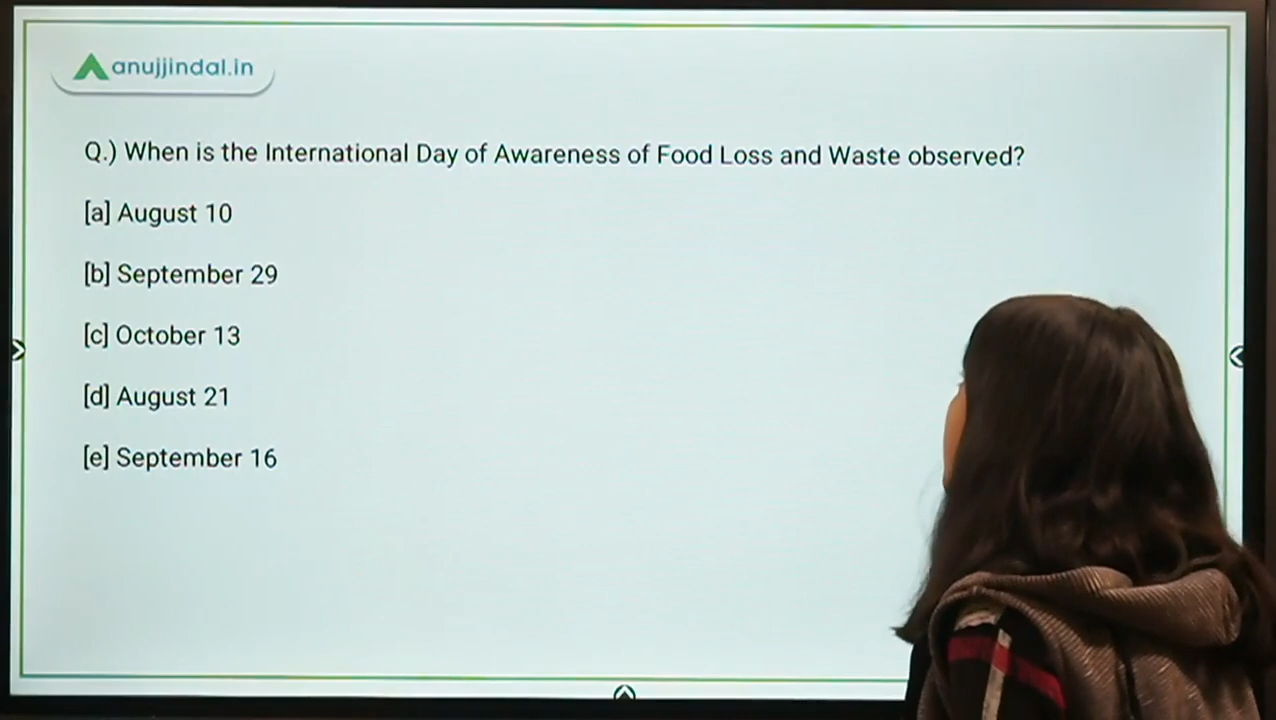 anujjindal.in
Q.) When is the International Day of Awareness of Food Loss and Waste observed?
[a] August 10
[b] September 29
[c] October 13
[d] August 21
[e] September 16